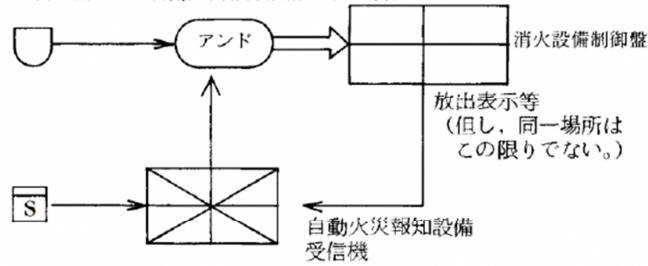 アンド
消火設備制御盤
放出表示等
(但し,同一場所は
この限りでない。)
S
自動火災報知設備
受信機